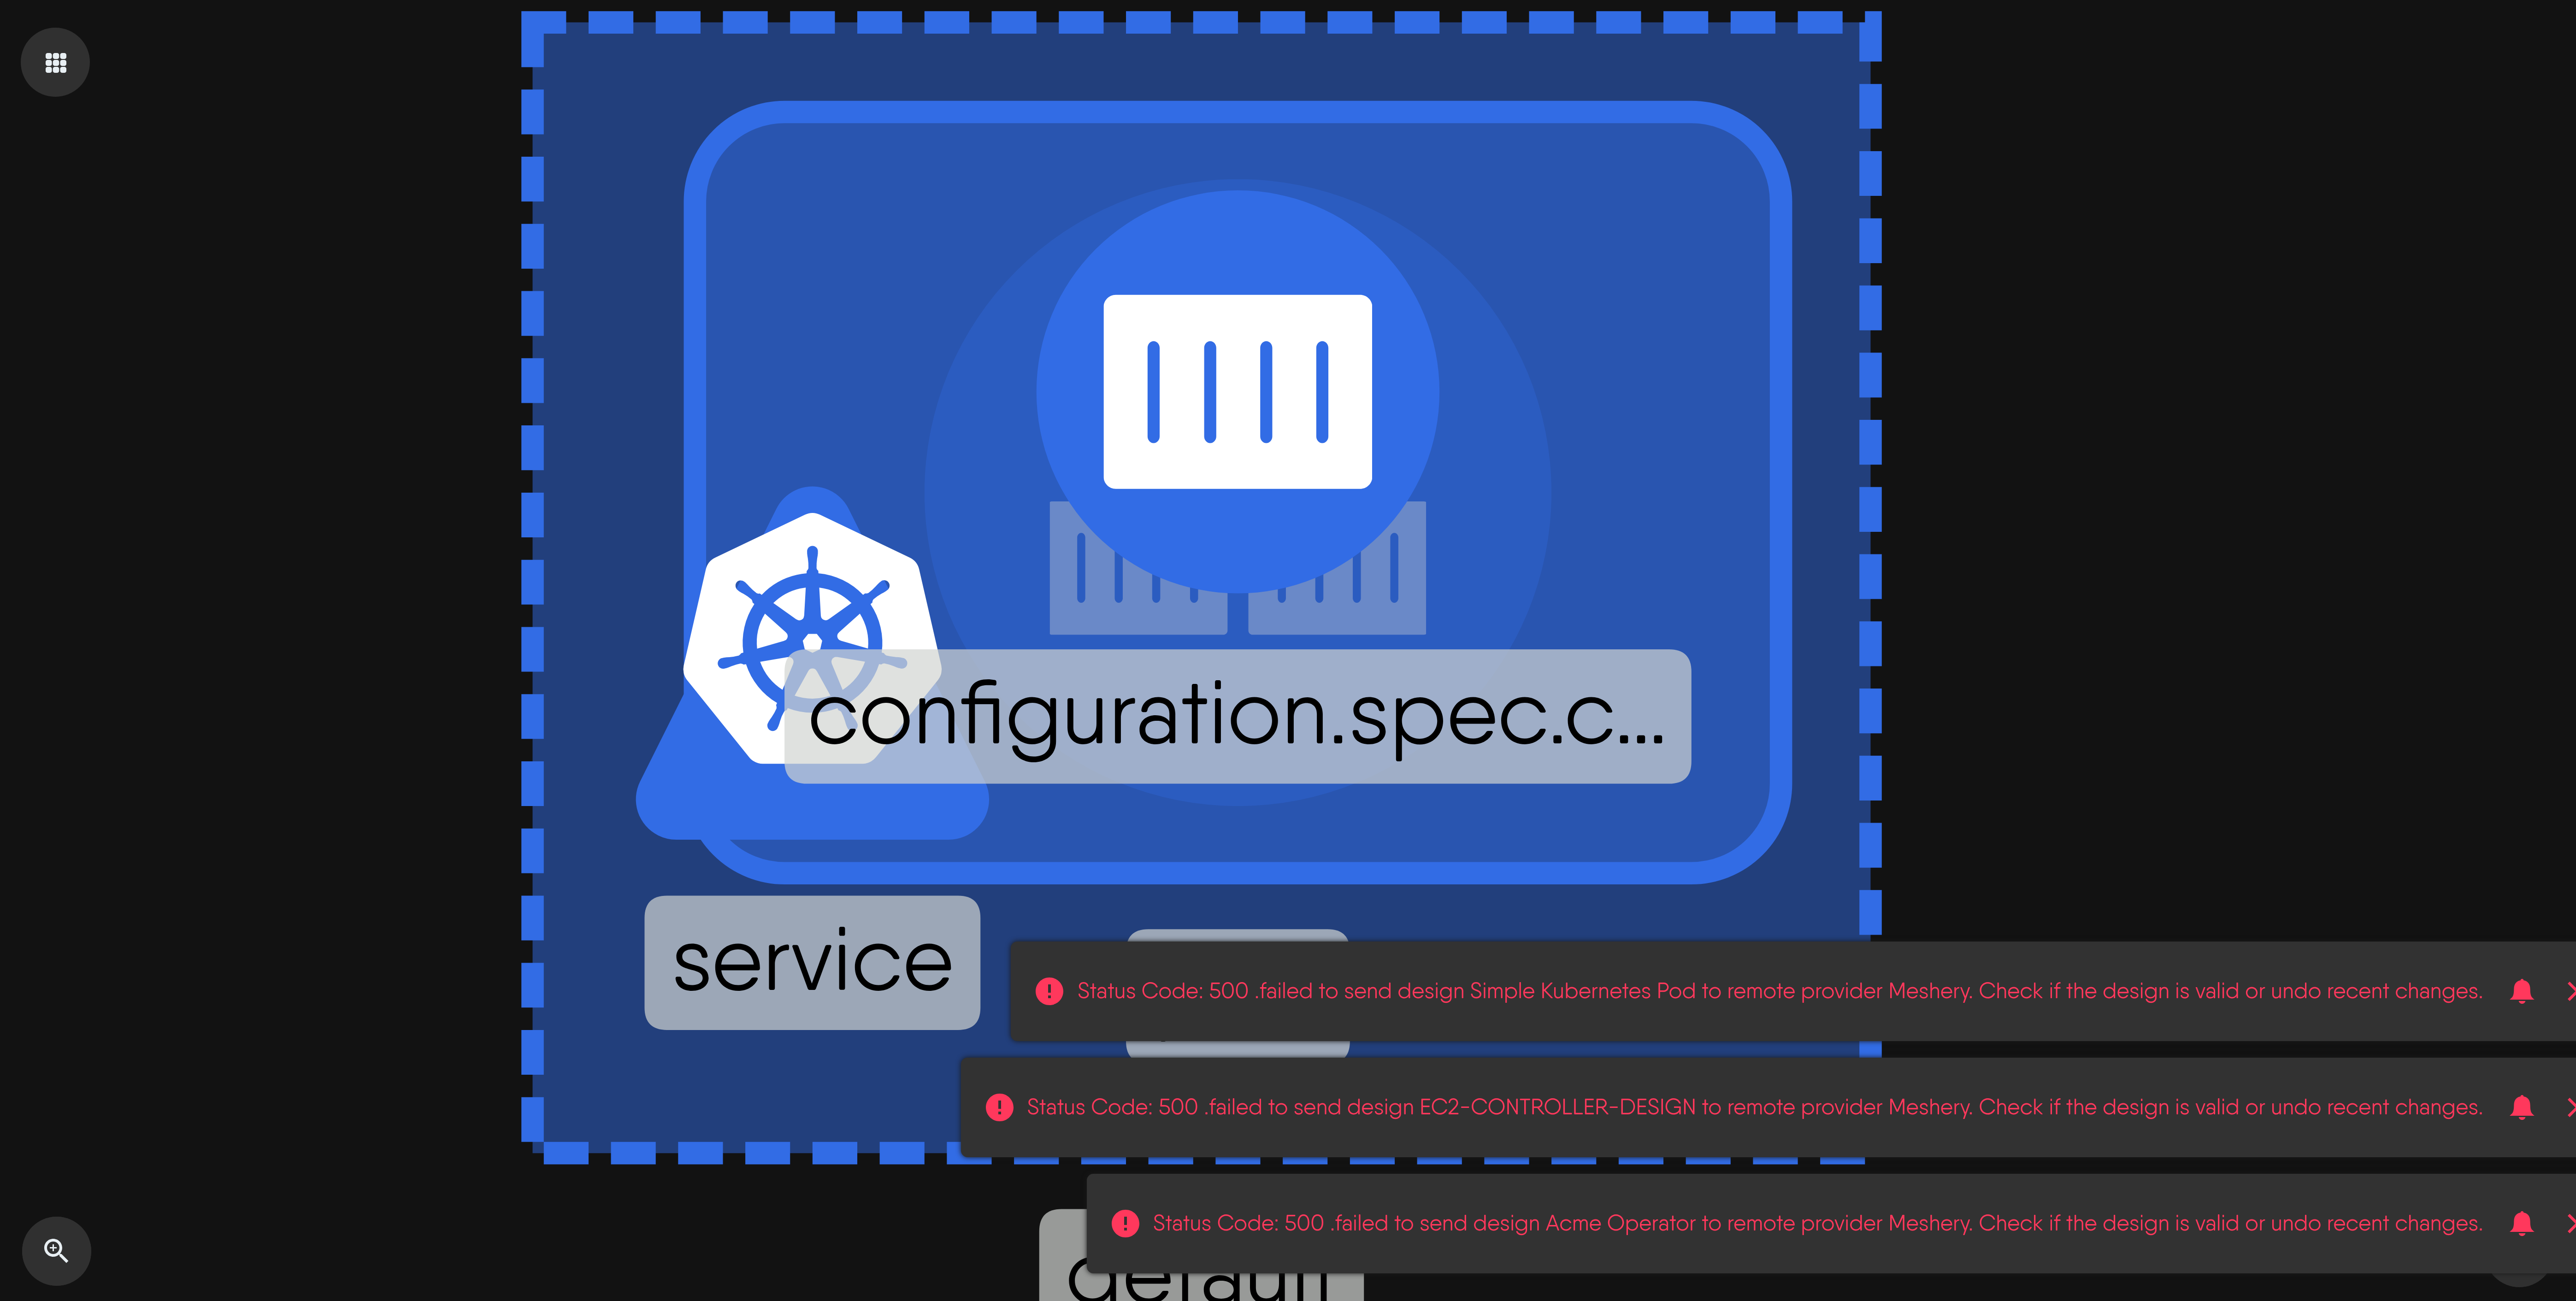 configuration.spec.c...
service
Status Code: 500 .failed to send design Simple Kubernetes Pod to remote provider Meshery. Check if the design is valid or undo recent changes.
Status Code: 500 .failed to send design EC2-CONTROLLER-DESIGN to remote provider Meshery. Check if the design is valid or undo recent changes.
Status Code: 500 .failed to send design Acme Operator to remote provider Meshery. Check if the design is valid or undo recent changes.
default